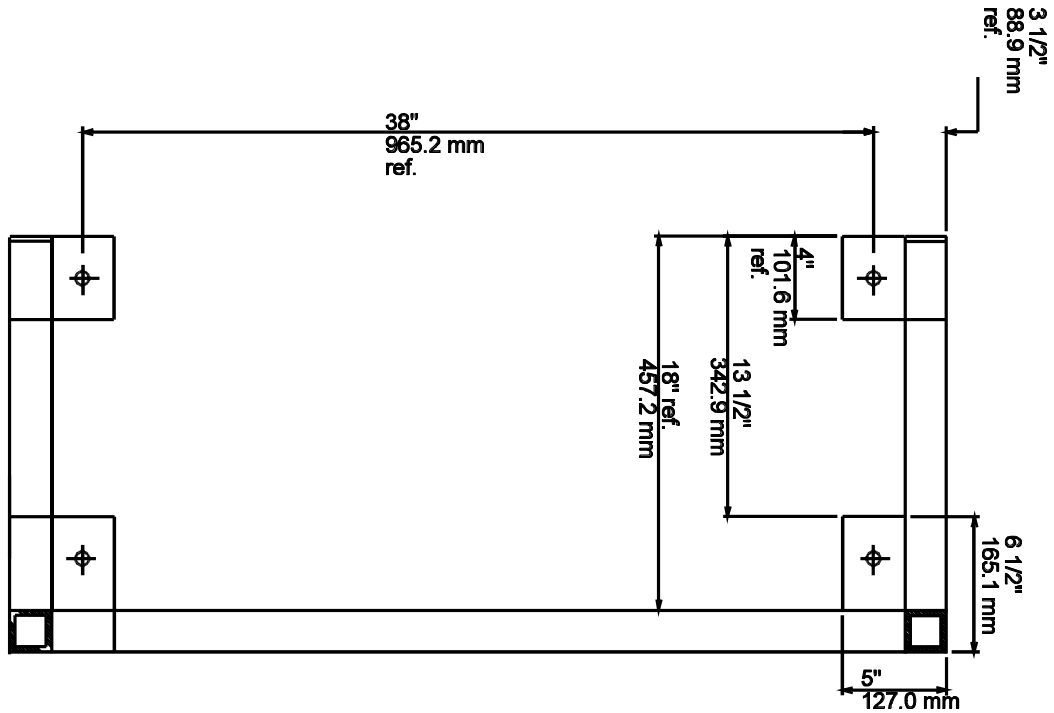 3 1/2"
88.9 mm
ref.
38"
965.2 mm
ref.
4"
101.6 mm
ref.
13 1/2"
342.9 mm
18" ref.
457.2 mm
6 1/2"
165.1 mm
5"
127.0 mm